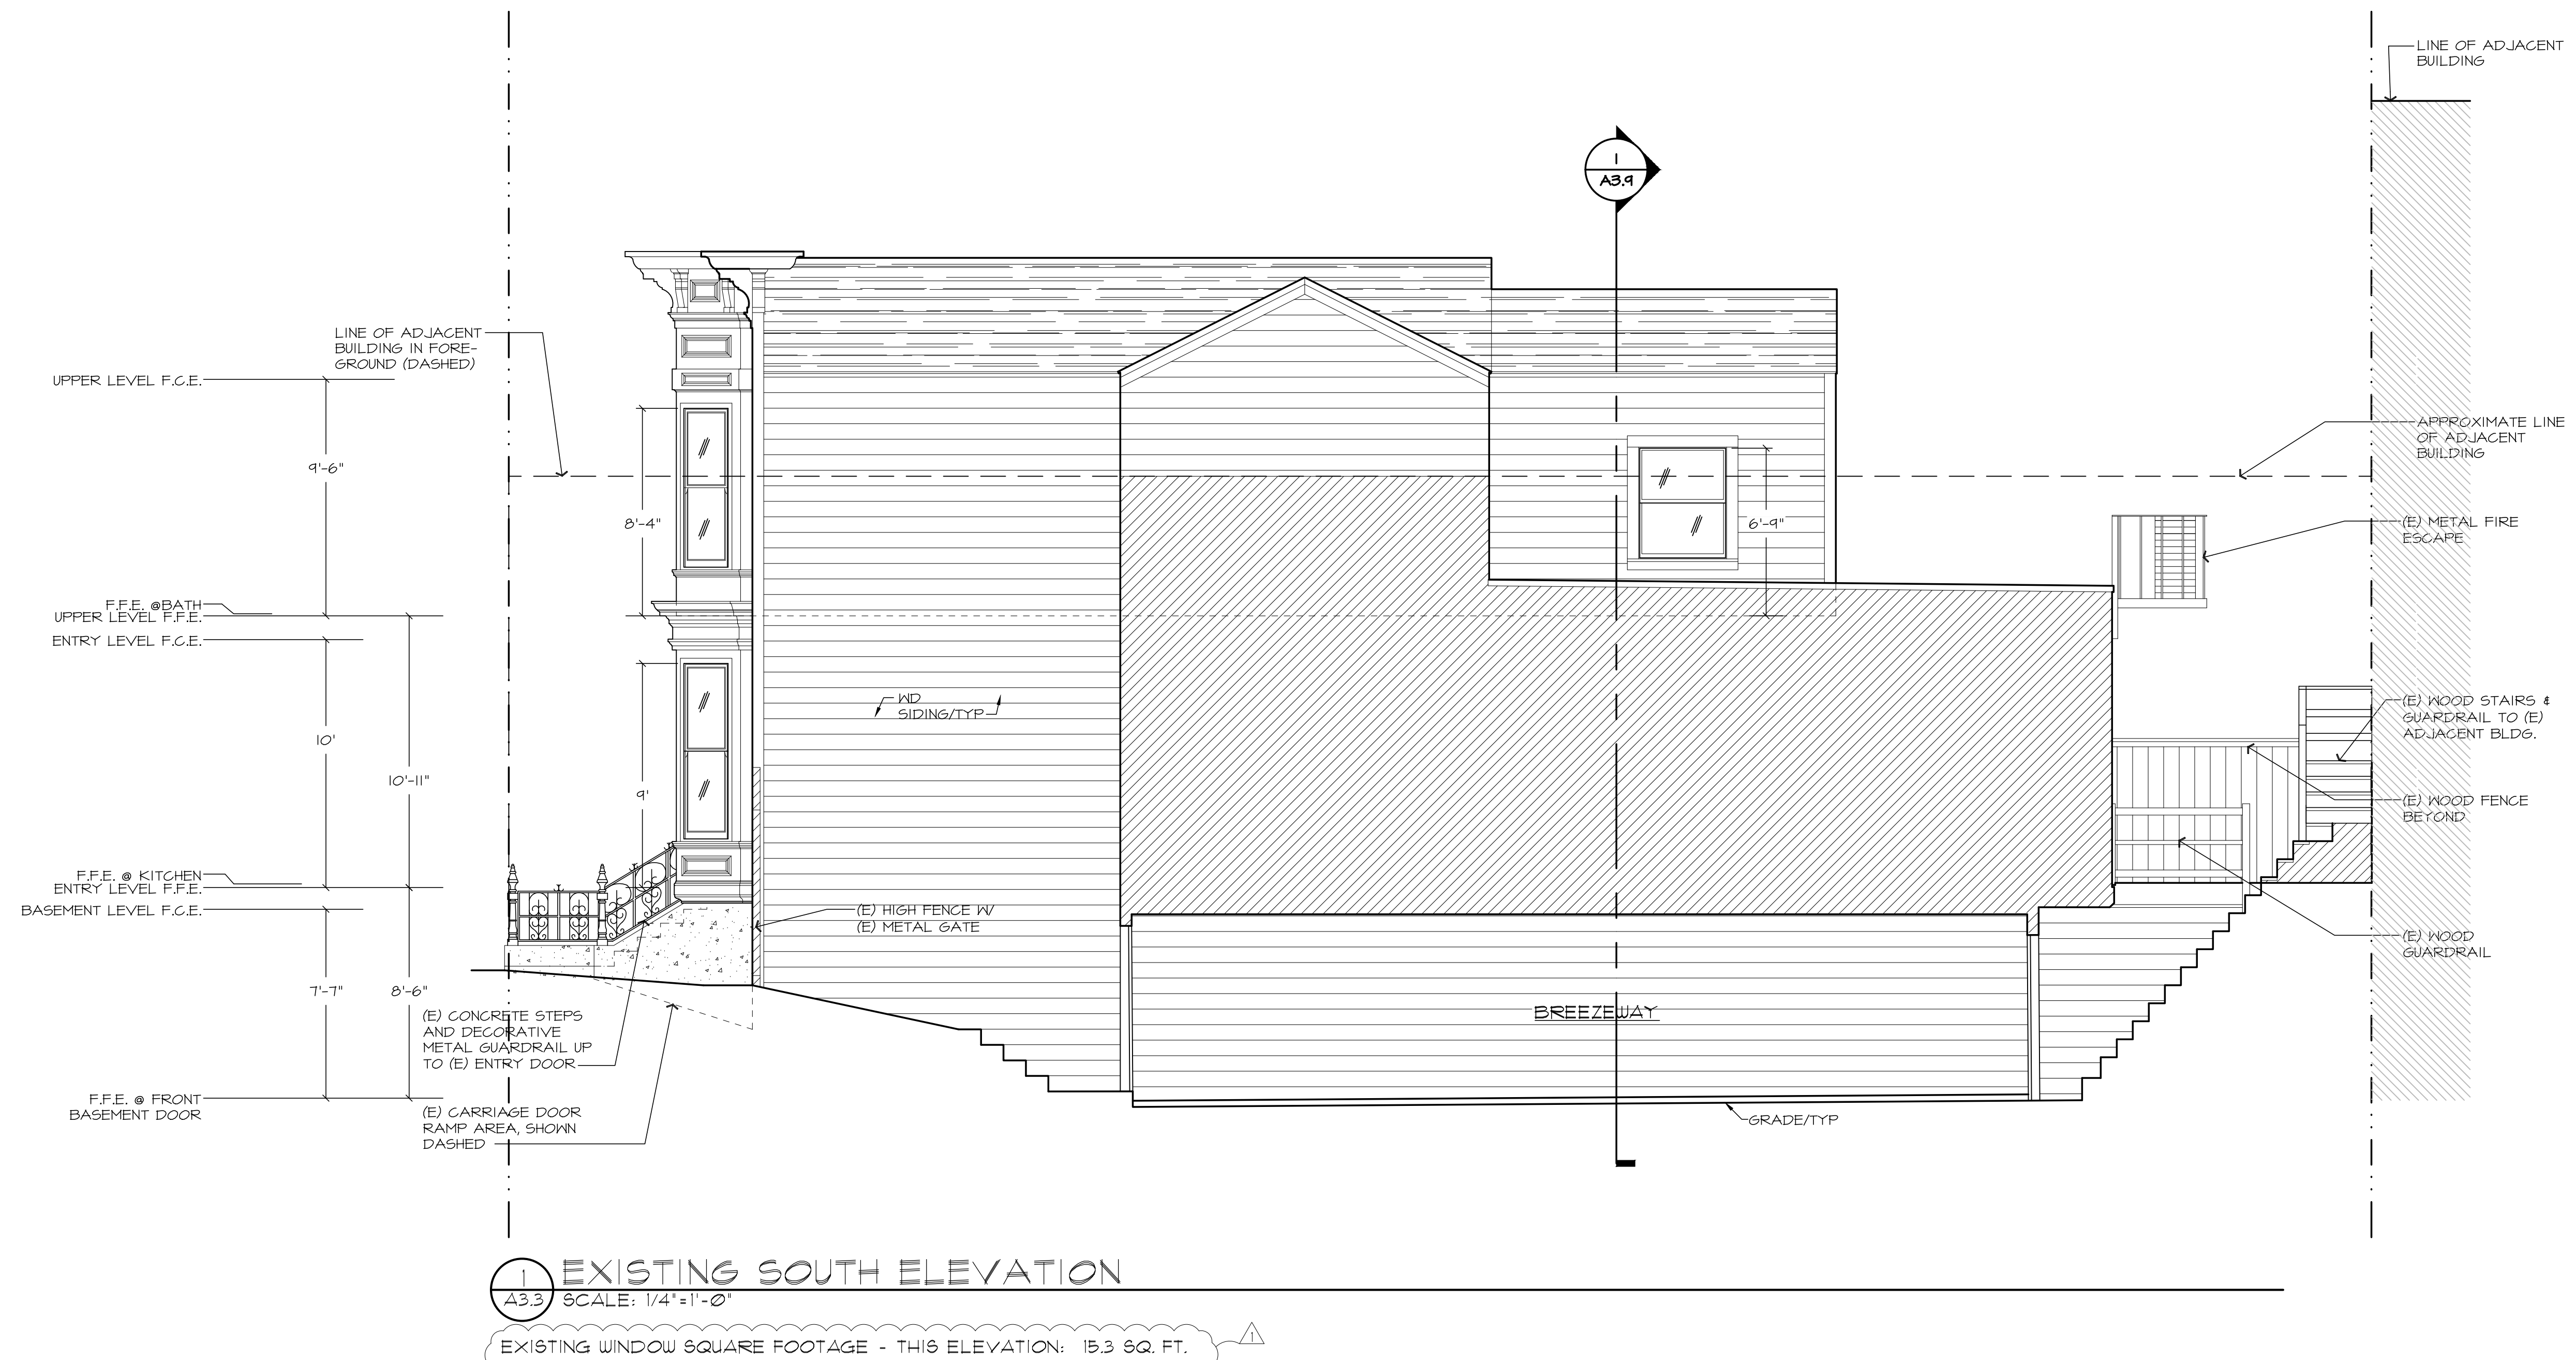 LINE OF ADJACENT
BUILDING
1
A3.9
LINE OF ADJACENT
BUILDING IN FORE-
GROUND (DASHED)
UPPER LEVEL F.C.E.
APPROXIMATE LINE
OF ADJACENT
BUILDING
9'-6"
8'-4"
6'-9"
(E) METAL FIRE
ESCAPE
F.F.E. @BATH
UPPER LEVEL F.F.E.
ENTRY LEVEL F.C.E.
WD
SIDING/TYP
(E) WOOD STAIRS &
GUARDRAIL TO (E)
ADJACENT BLDG.
10'
10'-11"
9'
(E) WOOD FENCE
BEYOND
F.F.E. @ KITCHEN
ENTRY LEVEL F.F.E.
BASEMENT LEVEL F.C.E.
(E) HIGH FENCE W/
(E) METAL GATE
(E) WOOD
GUARDRAIL
7'-7"
8'-6"
(E) CONCRETE STEPS
AND DECORATIVE
METAL GUARDRAIL UP
TO (E) ENTRY DOOR
BREEZEWAY
F.F.E. @ FRONT
BASEMENT DOOR
(E) CARRIAGE DOOR
RAMP AREA, SHOWN
DASHED
GRADE/TYP
1
A3.3
EXISTING SOUTH ELEVATION
SCALE: 1/4"=1'-0"
EXISTING WINDOW SQUARE FOOTAGE - THIS ELEVATION: 15.3 SQ. FT.
1